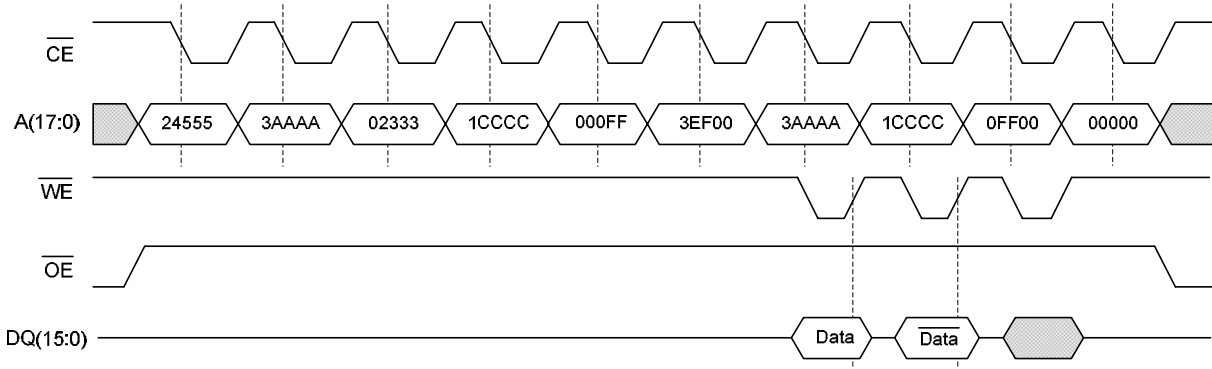 CE
A(17:0) 24555 3AAAA 02333 1CCCC 000FF 3EF00 3AAAA 1CCCC 0FF00 00000
WE
OE
DQ(15:0) Data Data